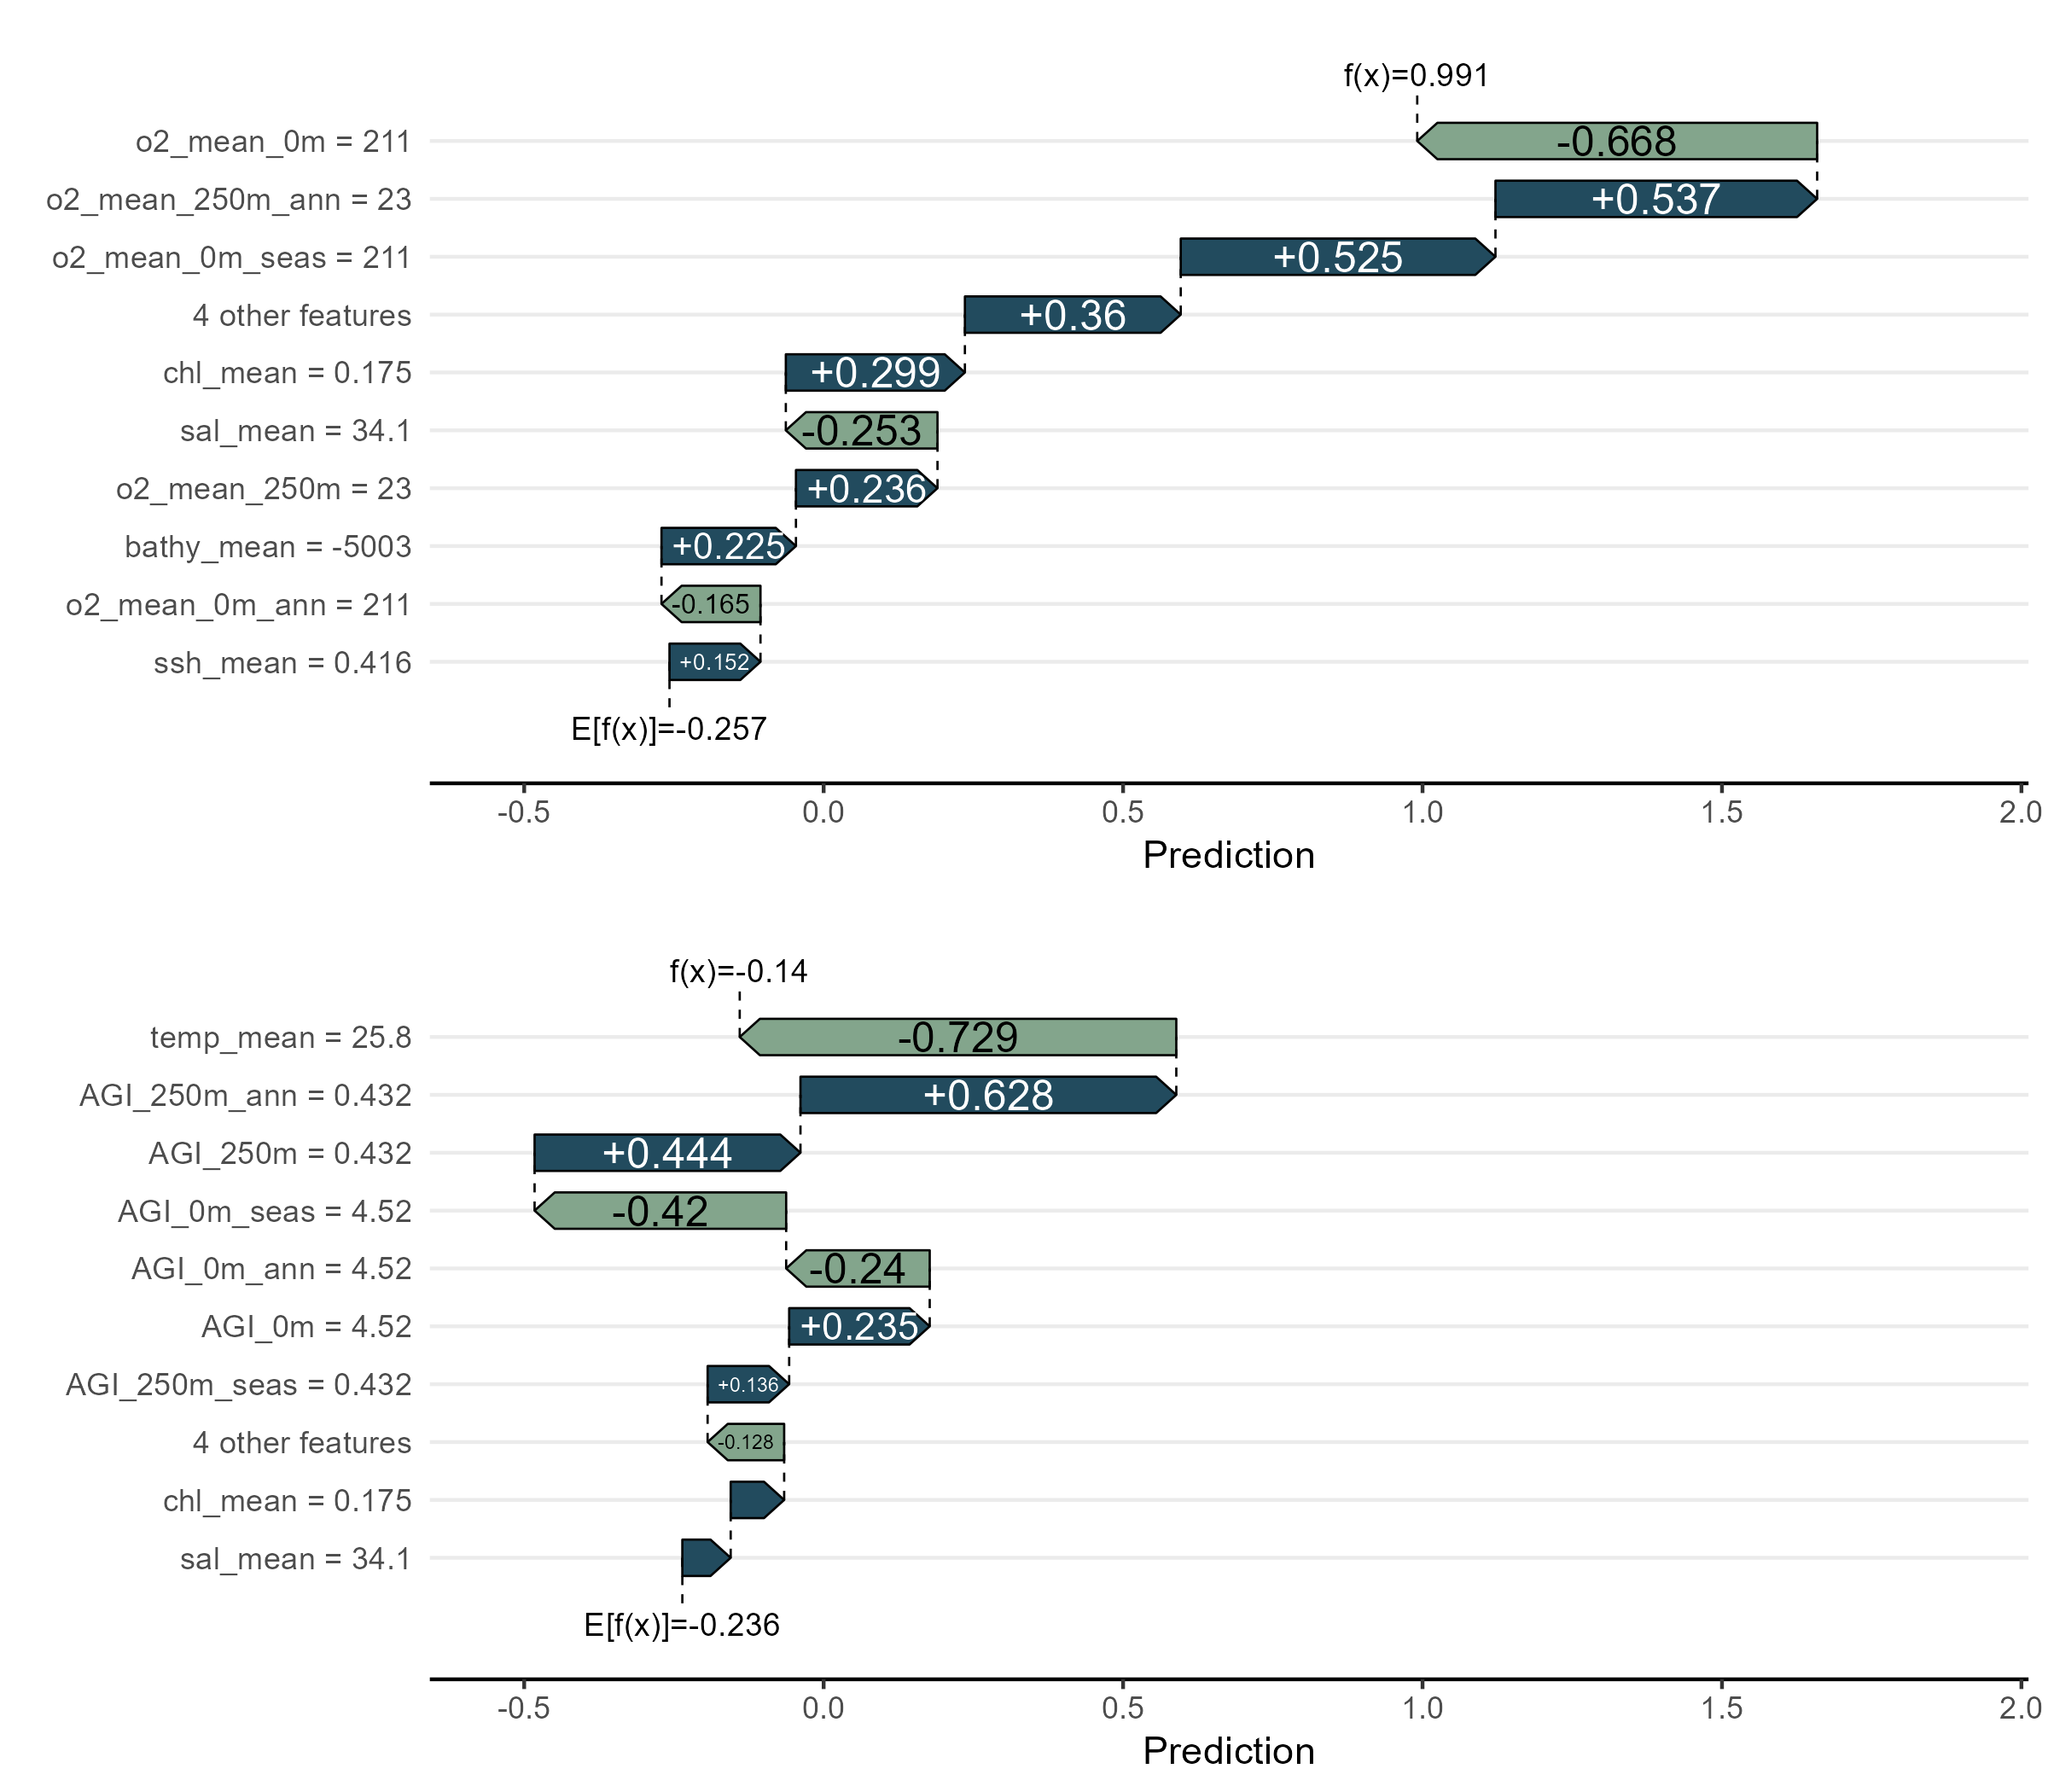 f(x)=0.991
o2_mean_0m = 211 -0.668
o2_mean_250m_ann = 23 +0.537
o2_mean_0m_seas = 211 +0.525
4 other features +0.36
chl_mean = 0.175 +0.299
sal_mean = 34.1 -0.253
o2_mean_250m = 23 +0.236
bathy_mean = -5003 +0.225
o2_mean_0m_ann = 211 -0.165
ssh_mean = 0.416 +0.152
E[f(x)]=-0.257
-0.5 0.0 0.5 1.0 1.5 2.0
Prediction
f(x)=-0.14
temp_mean = 25.8 -0.729
AGI_250m_ann = 0.432 +0.628
AGI_250m = 0.432 +0.444
AGI_0m_seas = 4.52 -0.42
AGI_0m_ann = 4.52 -0.24
AGI_0m = 4.52 +0.235
AGI_250m_seas = 0.432 +0.136
4 other features -0.128
chl_mean = 0.175
sal_mean = 34.1
E[f(x)]=-0.236
-0.5 0.0 0.5 1.0 1.5 2.0
Prediction